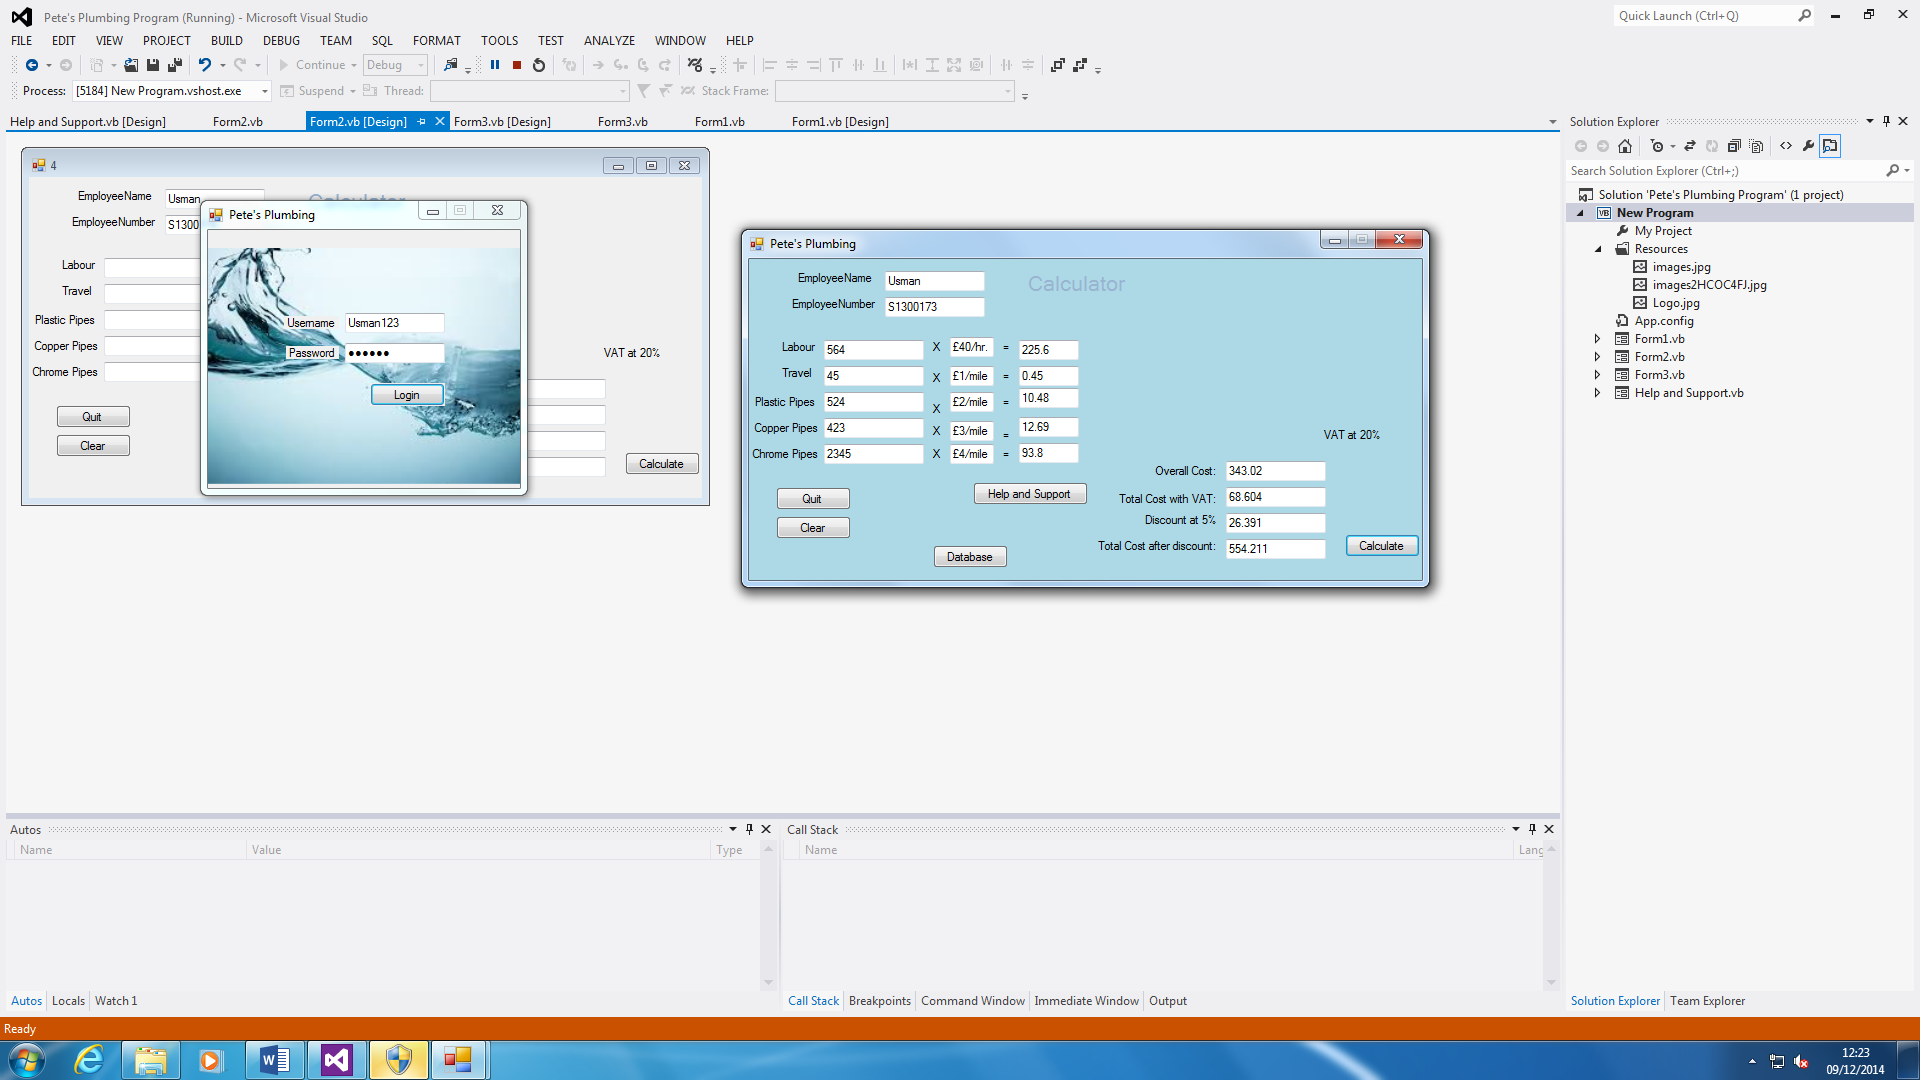 Pete's Plumbing Program (Running) - Microsoft Visual Studio
Quick Launch (Ctrl+Q)
FILE EDIT VIEW PROJECT BUILD DEBUG TEAM SQL FORMAT TOOLS TEST ANALYZE WINDOW HELP
Continue Debug
Process: [5184] New Program.vshost.exe Suspend Thread: Stack Frame:
Help and Support.vb [Design] Form2.vb Form2.vb [Design] Form3.vb [Design] Form3.vb Form1.vb Form1.vb [Design]
4
EmployeeName Usman
EmployeeNumber S1300
Calculator
Labour
Travel
Plastic Pipes
Copper Pipes
Chrome Pipes
Quit
Clear
VAT at 20%
Calculate
Pete's Plumbing
Username Usman123
Password ●●●●●●
Login
Pete's Plumbing
EmployeeName Usman
Calculator
EmployeeNumber S1300173
Labour 564 X £40/hr. = 225.6
Travel 45 X £1/mile = 0.45
Plastic Pipes 524 X £2/mile = 10.48
Copper Pipes 423 X £3/mile = 12.69
Chrome Pipes 2345 X £4/mile = 93.8
VAT at 20%
Overall Cost: 343.02
Total Cost with VAT: 68.604
Discount at 5% 26.391
Total Cost after discount: 554.211
Quit
Help and Support
Clear
Database
Calculate
Solution Explorer
Search Solution Explorer (Ctrl+;)
Solution 'Pete's Plumbing Program' (1 project)
VB New Program
My Project
Resources
images.jpg
images2HCOC4FJ.jpg
Logo.jpg
App.config
Form1.vb
Form2.vb
Form3.vb
Help and Support.vb
Autos
Name Value Type
Call Stack
Name Lang
Autos Locals Watch 1
Call Stack Breakpoints Command Window Immediate Window Output
Solution Explorer Team Explorer
Ready
12:23
09/12/2014